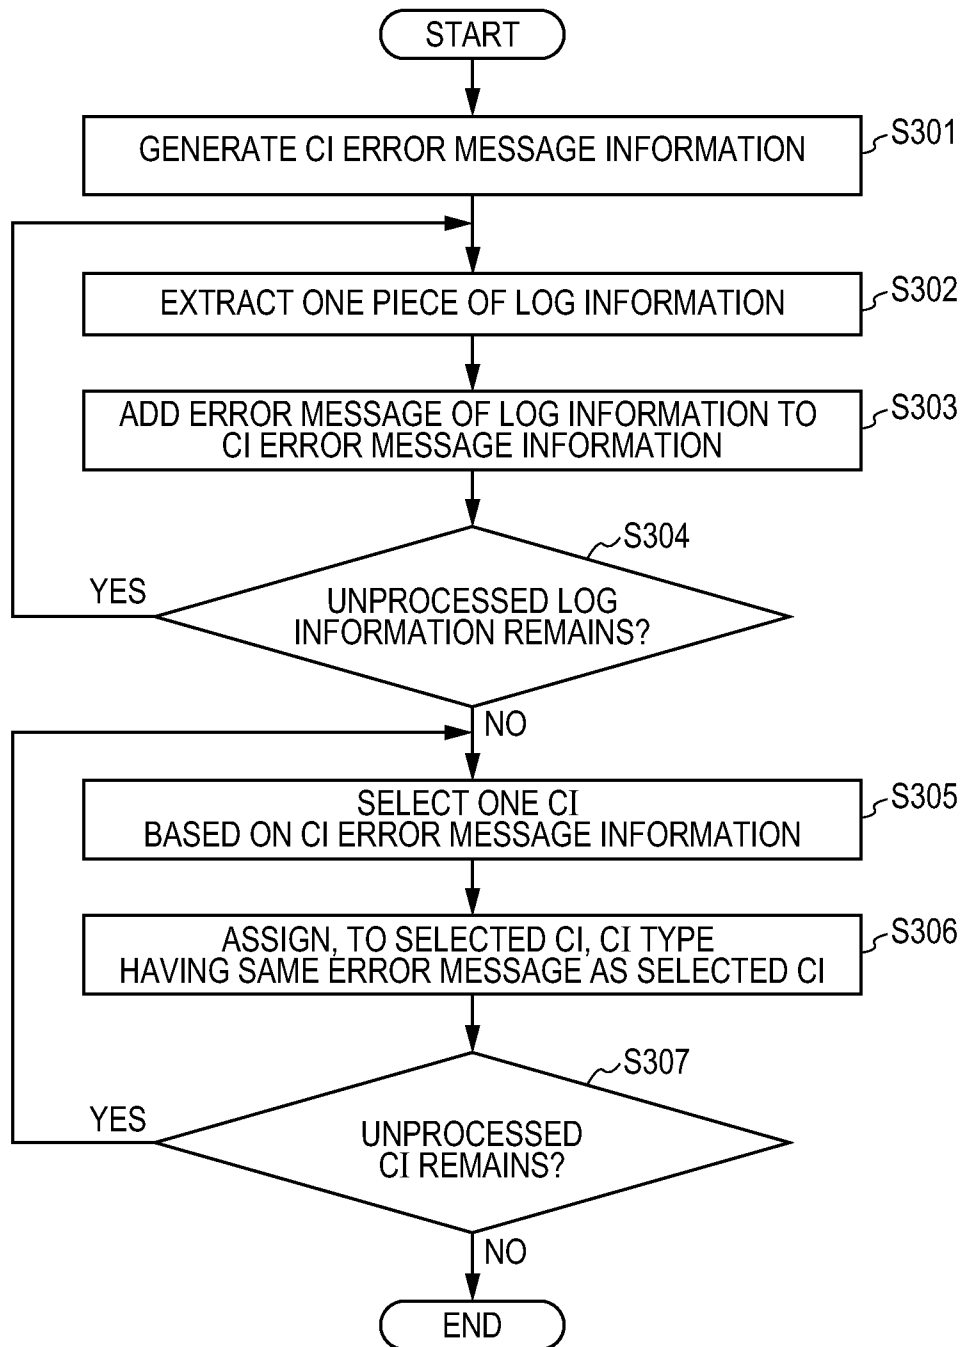 START
GENERATE CI ERROR MESSAGE INFORMATION
S301
EXTRACT ONE PIECE OF LOG INFORMATION
S302
ADD ERROR MESSAGE OF LOG INFORMATION TO
CI ERROR MESSAGE INFORMATION
S303
S304
YES
UNPROCESSED LOG
INFORMATION REMAINS?
NO
SELECT ONE CI
BASED ON CI ERROR MESSAGE INFORMATION
S305
ASSIGN, TO SELECTED CI, CI TYPE
HAVING SAME ERROR MESSAGE AS SELECTED CI
S306
S307
YES
UNPROCESSED
CI REMAINS?
NO
END